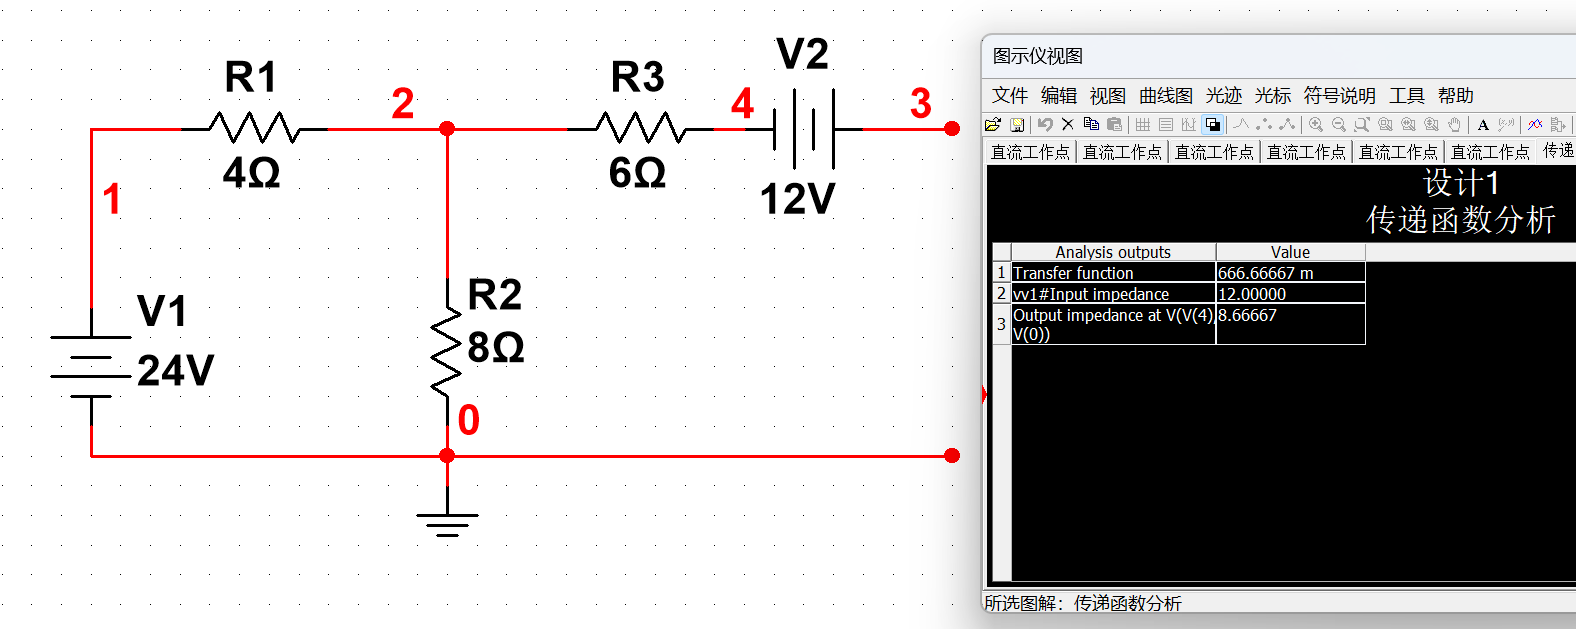 R1
4Ω
2
R3
6Ω
4
V2
12V
3
1
V1
24V
R2
8Ω
0
图示仪视图
文件 编辑 视图 曲线图 光迹 光标 符号说明 工具 帮助
A
直流工作点 直流工作点 直流工作点 直流工作点 直流工作点 直流工作点 传递
设计1
传递函数分析
Analysis outputs Value
1 Transfer function 666.66667 m
2 vv1#Input impedance 12.00000
3 Output impedance at V(V(4), 8.66667
V(0))
所选图解：传递函数分析